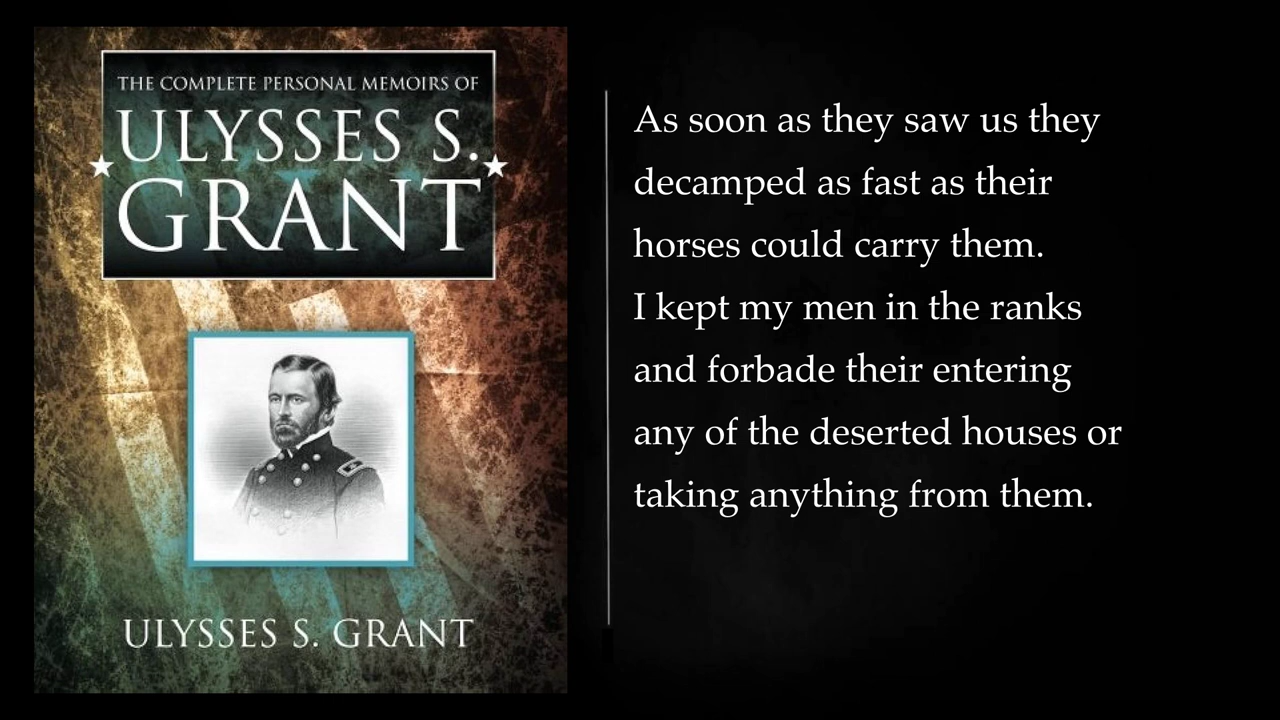 THE COMPLETE PERSONAL MEMOIRS OF
ULYSSES S.
GRANT
ULYSSES S. GRANT
As soon as they saw us they
decamped as fast as their
horses could carry them.
I kept my men in the ranks
and forbade their entering
any of the deserted houses or
taking anything from them.